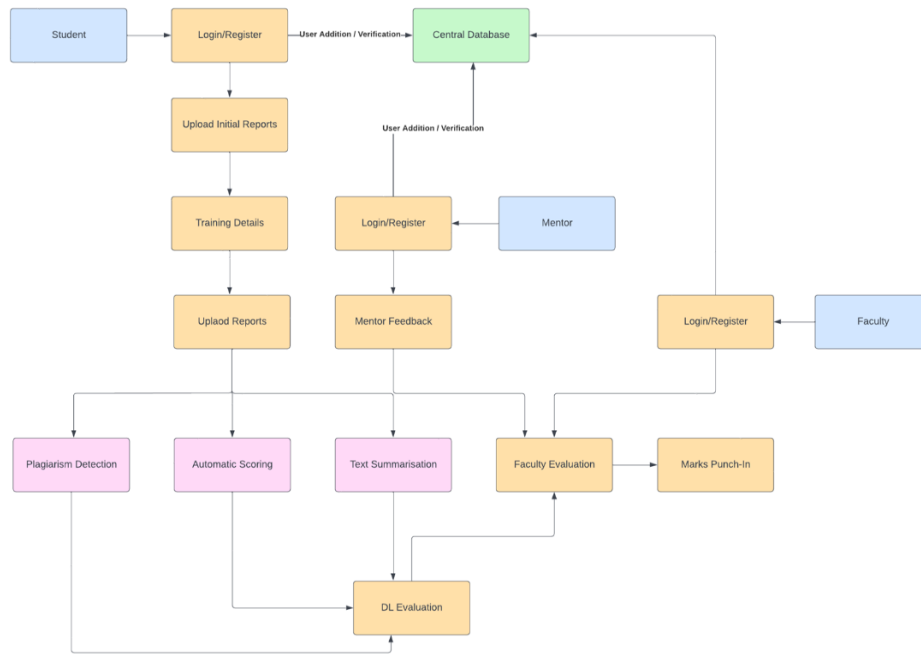 Student
Login/Register
User Addition / Verification
Central Database
Upload Initial Reports
User Addition / Verification
Training Details
Login/Register
Mentor
Uplaod Reports
Mentor Feedback
Login/Register
Faculty
Plagiarism Detection
Automatic Scoring
Text Summarisation
Faculty Evaluation
Marks Punch-In
DL Evaluation